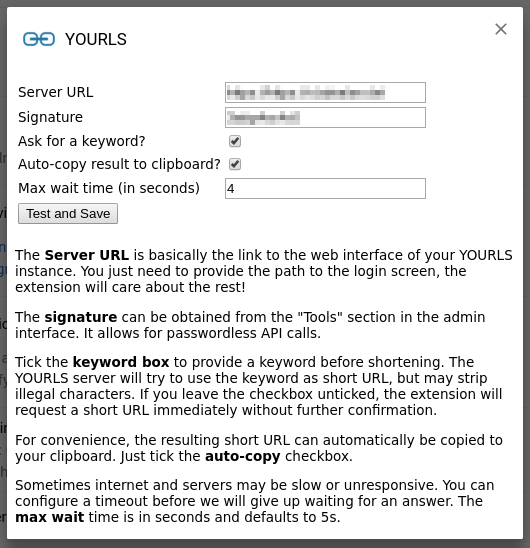 YOURLS
Server URL
Signature
Ask for a keyword?
Auto-copy result to clipboard?
Max wait time (in seconds) 4
Test and Save
The Server URL is basically the link to the web interface of your YOURLS
instance. You just need to provide the path to the login screen, the
extension will care about the rest!
The signature can be obtained from the "Tools" section in the admin
interface. It allows for passwordless API calls.
Tick the keyword box to provide a keyword before shortening. The
YOURLS server will try to use the keyword as short URL, but may strip
illegal characters. If you leave the checkbox unticked, the extension will
request a short URL immediately without further confirmation.
For convenience, the resulting short URL can automatically be copied to
your clipboard. Just tick the auto-copy checkbox.
Sometimes internet and servers may be slow or unresponsive. You can
configure a timeout before we will give up waiting for an answer. The
max wait time is in seconds and defaults to 5s.